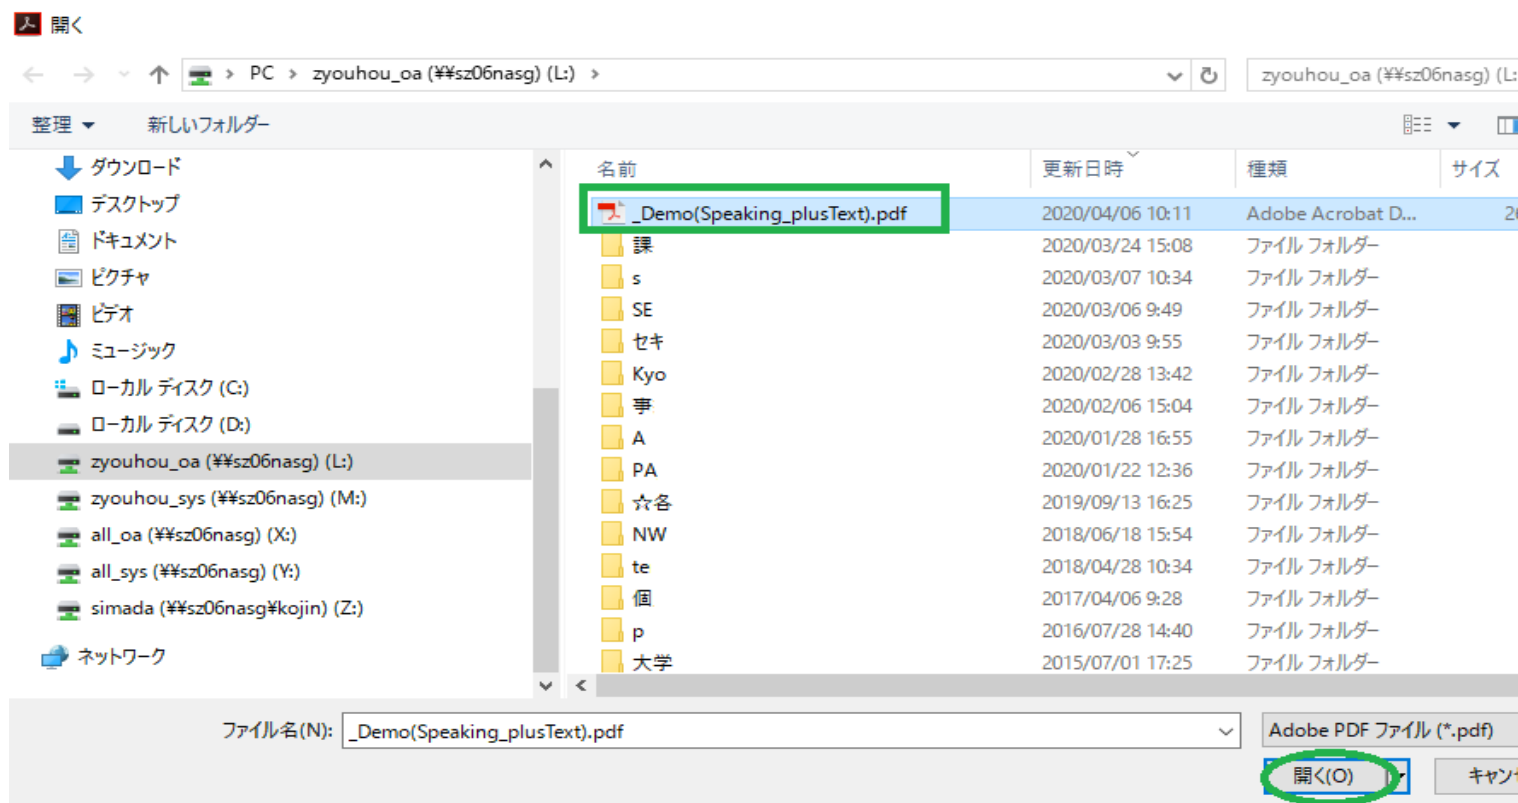 開く
PC > zyouhou_oa (¥¥sz06nasg) (L:) >
zyouhou_oa (¥¥sz06nasg) (L:
整理 新しいフォルダー
ダウンロード
デスクトップ
ドキュメント
ピクチャ
ビデオ
ミュージック
ローカル ディスク (C:)
ローカル ディスク (D:)
zyouhou_oa (¥¥sz06nasg) (L:)
zyouhou_sys (¥¥sz06nasg) (M:)
all_oa (¥¥sz06nasg) (X:)
all_sys (¥¥sz06nasg) (Y:)
simada (¥¥sz06nasg¥kojin) (Z:)
ネットワーク
名前 更新日時 種類 サイズ
_Demo(Speaking_plusText).pdf 2020/04/06 10:11 Adobe Acrobat D...
課 2020/03/24 15:08 ファイル フォルダー
s 2020/03/07 10:34 ファイル フォルダー
SE 2020/03/06 9:49 ファイル フォルダー
セキ 2020/03/03 9:55 ファイル フォルダー
Kyo 2020/02/28 13:42 ファイル フォルダー
事 2020/02/06 15:04 ファイル フォルダー
A 2020/01/28 16:55 ファイル フォルダー
PA 2020/01/22 12:36 ファイル フォルダー
☆各 2019/09/13 16:25 ファイル フォルダー
NW 2018/06/18 15:54 ファイル フォルダー
te 2018/04/28 10:34 ファイル フォルダー
個 2017/04/06 9:28 ファイル フォルダー
p 2016/07/28 14:40 ファイル フォルダー
大学 2015/07/01 17:25 ファイル フォルダー
ファイル名(N): _Demo(Speaking_plusText).pdf Adobe PDF ファイル (*.pdf)
開く(O)